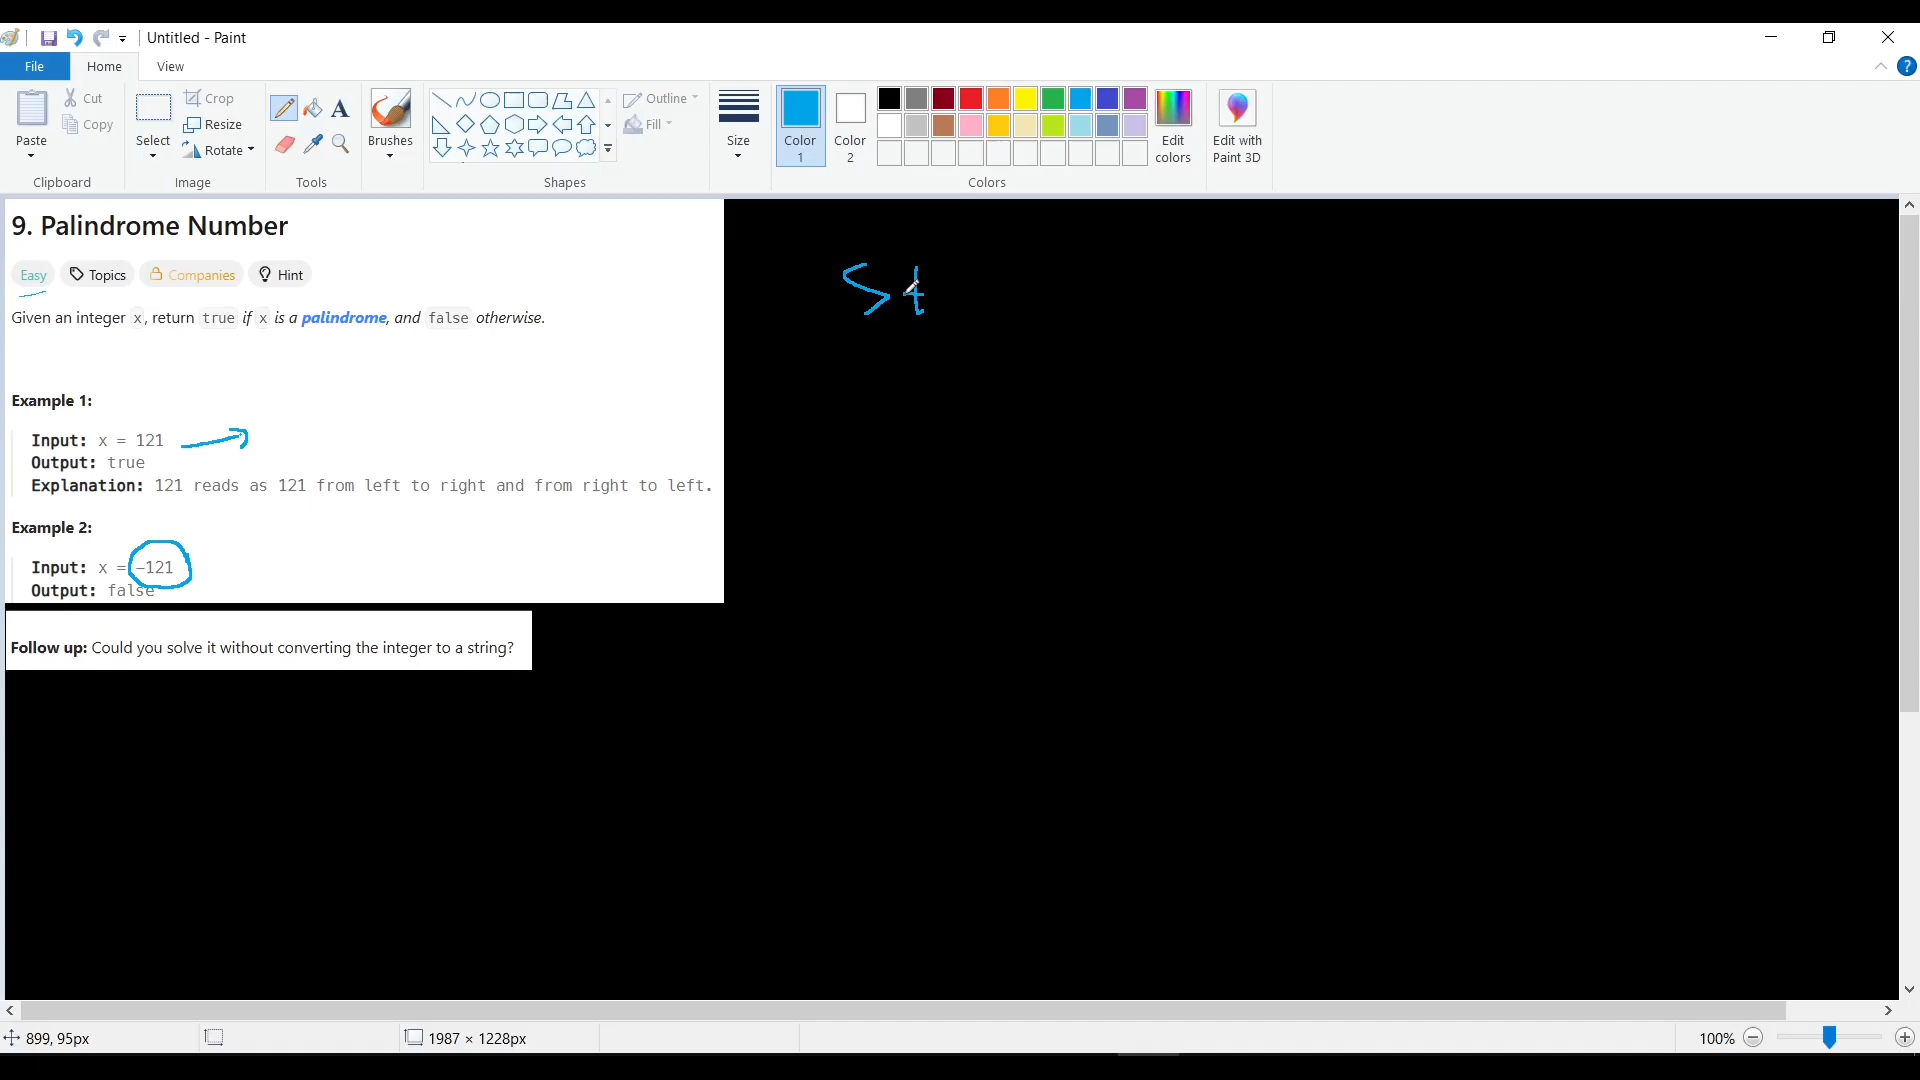 Untitled - Paint
File
Home
View
Paste
Cut
Copy
Clipboard
Select
Crop
Resize
Rotate
Image
A
Tools
Brushes
Outline
Fill
Shapes
Size
Color 1
Color 2
Edit colors
Edit with Paint 3D
Colors
?
9. Palindrome Number
Easy
Topics
Companies
Hint
Given an integer x, return true if x is a palindrome, and false otherwise.
Example 1:
Input: x = 121
Output: true
Explanation: 121 reads as 121 from left to right and from right to left.
Example 2:
Input: x = -121
Output: false
Follow up: Could you solve it without converting the integer to a string?
St
899, 95px
1987 × 1228px
100%